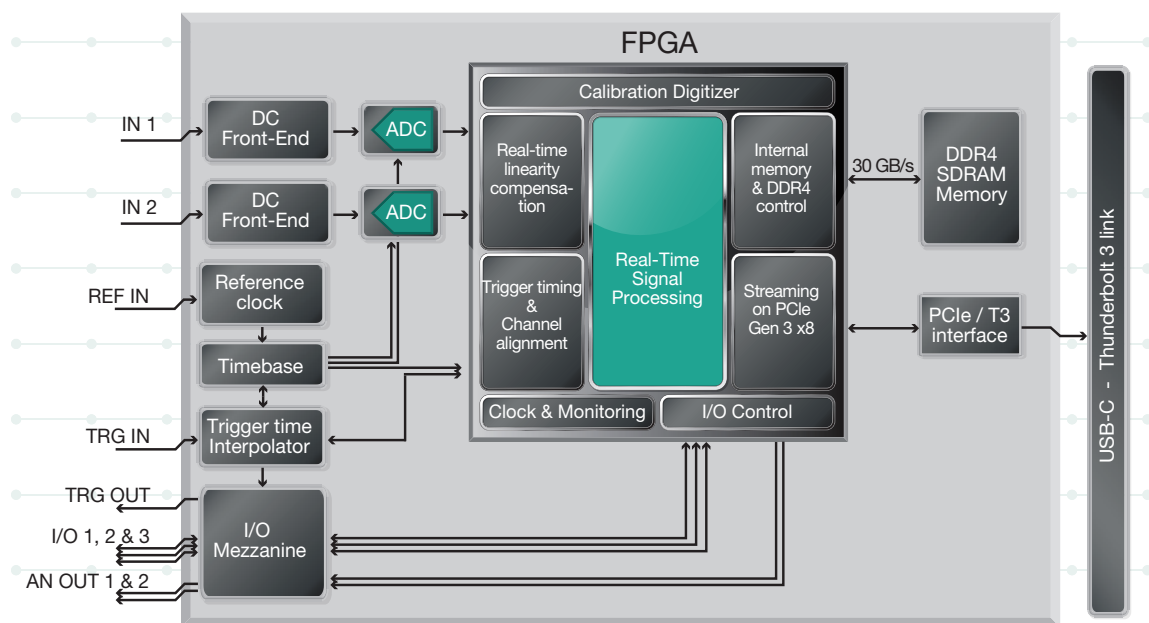 FPGA
Calibration Digitizer
IN 1
DC
Front-End
ADC
Real-time
linearity
compensa-
tion
Real-Time
Signal
Processing
Internal
memory
& DDR4
control
30 GB/s
DDR4
SDRAM
Memory
IN 2
DC
Front-End
ADC
REF IN
Reference
clock
Trigger timing
&
Channel
alignment
Streaming
on PCIe
Gen 3 x8
PCIe / T3
interface
USB-C - Thunderbolt 3 link
Timebase
Clock & Monitoring
I/O Control
TRG IN
Trigger time
Interpolator
TRG OUT
I/O 1, 2 & 3
I/O
Mezzanine
AN OUT 1 & 2